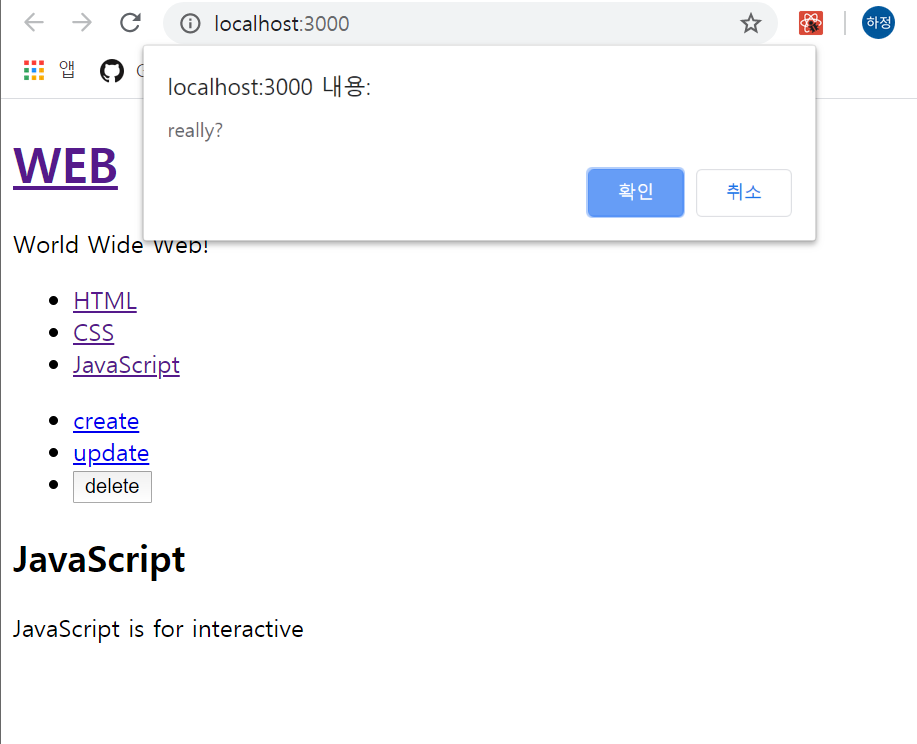 localhost:3000
하정
앱
G
localhost:3000 내용:
really?
확인 취소
WEB
World Wide Web!
HTML
CSS
JavaScript
create
update
delete
JavaScript
JavaScript is for interactive